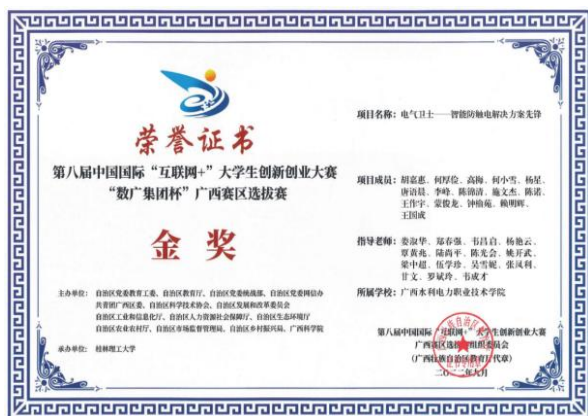 荣誉证书
第八届中国国际“互联网+”大学生创新创业大赛
“数广集团杯”广西赛区选拔赛
金奖
主办单位：自治区党委教育工委、自治区教育厅、自治区党委统战部、自治区党委网信办
共青团广西区委、自治区科学技术协会、自治区发展和改革委员会
自治区工业和信息化厅、自治区人力资源社会保障厅、自治区生态环境厅
自治区农业农村厅、自治区市场监督管理局、自治区乡村振兴局、广西科学院
承办单位：桂林理工大学
项目名称：电气卫士——智能防触电解决方案先锋
项目成员：胡嘉惠、何厚俭、高梅、何小雪、杨星、
唐语晨、李峰、陈锦清、施文杰、陈诺、
王作宇、蒙俊龙、钟柏苑、赖明晖、
王国成
指导老师：娄淑华、郑春强、韦昌启、杨艳云、
覃黄兆、陆尚平、陈光会、姚开武、
梁中超、伍学珍、吴雪妮、张凤利、
甘文、罗斌玲、韦成才
所属学校：广西水利电力职业技术学院
第八届中国国际“互联网+”大学生创新创业大赛
广西赛区选拔赛组织委员会
（广西壮族自治区教育厅代章）
二〇二二年九月